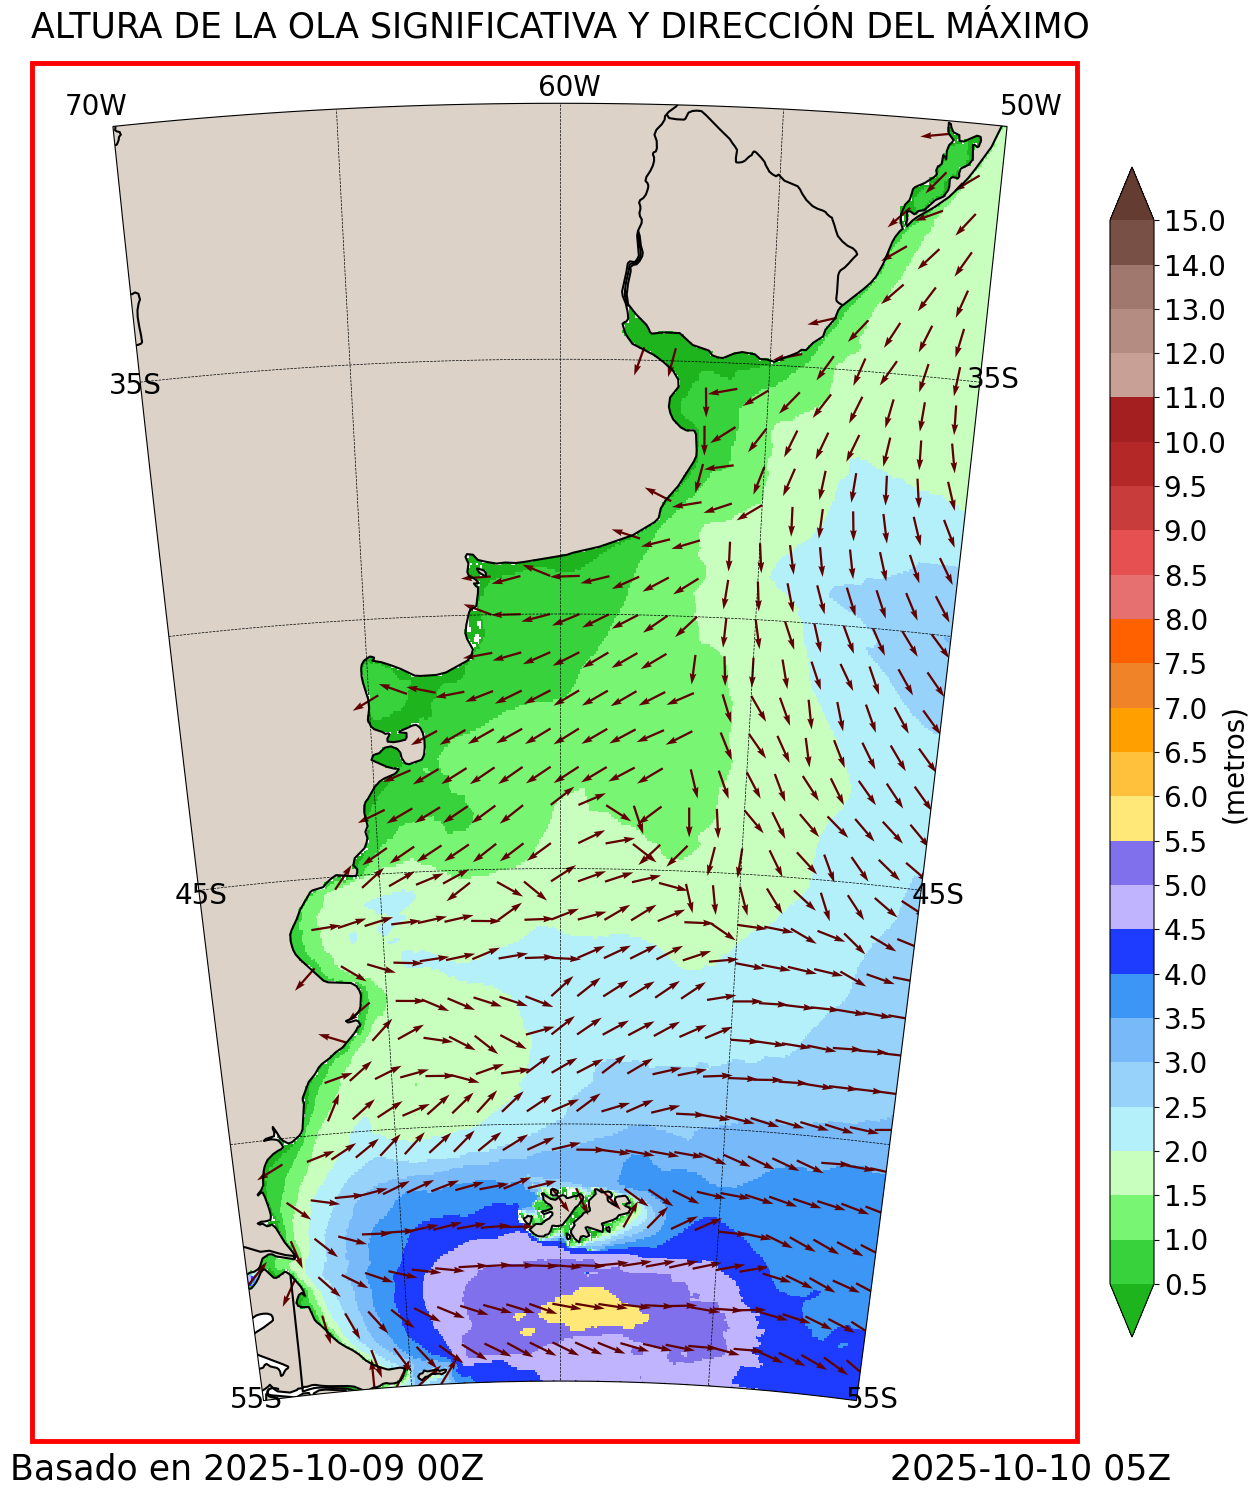 ALTURA DE LA OLA SIGNIFICATIVA Y DIRECCIÓN DEL MÁXIMO
70W
60W
50W
35S
35S
45S
45S
55S
55S
15.0
14.0
13.0
12.0
11.0
10.0
9.5
9.0
8.5
8.0
7.5
7.0
6.5
6.0
5.5
5.0
4.5
4.0
3.5
3.0
2.5
2.0
1.5
1.0
0.5
(metros)
Basado en 2025-10-09 00Z
2025-10-10 05Z